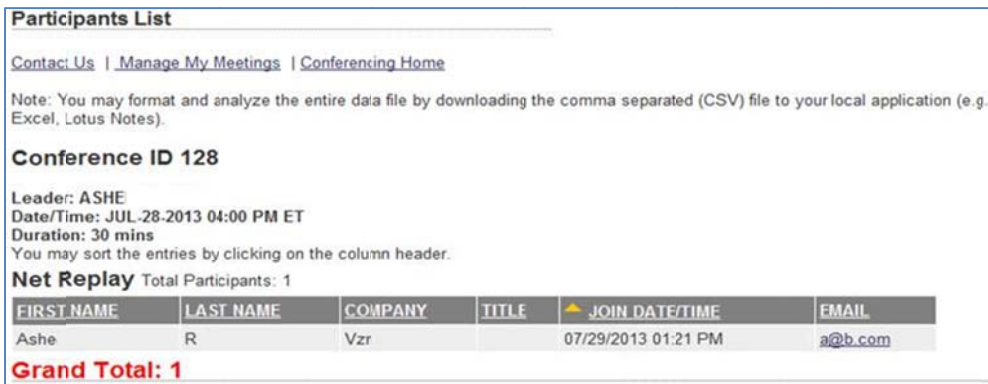 Participants List
Contact Us | Manage My Meetings | Conferencing Home
Note: You may format and analyze the entire data file by downloading the comma separated (CSV) file to your local application (e.g.
Excel, Lotus Notes).
Conference ID 128
Leader: ASHE
Date/Time: JUL-28-2013 04:00 PM ET
Duration: 30 mins
You may sort the entries by clicking on the column header.
Net Replay Total Participants: 1
FIRST NAME LAST NAME COMPANY TITLE JOIN DATE/TIME EMAIL
Ashe R Vzr 07/29/2013 01:21 PM a@b.com
Grand Total: 1